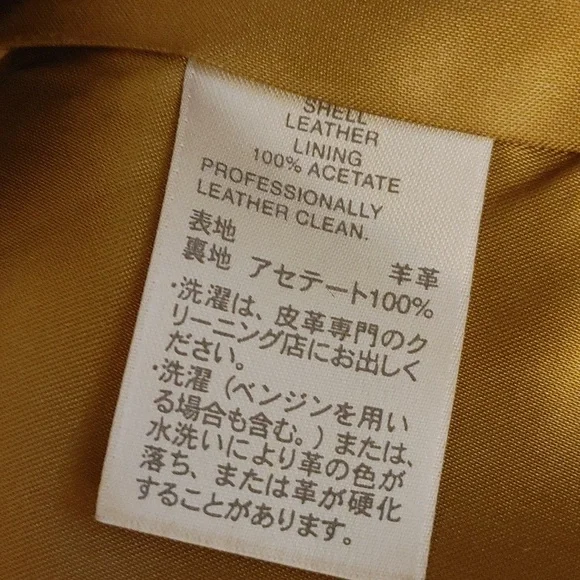 SHELL
LEATHER
LINING
100% ACETATE
PROFESSIONALLY
LEATHER CLEAN.
表地 羊革
裏地 アセテート100%
・洗濯は、皮革専門のク
リーニング店にお出しく
ださい。
・洗濯（ベンジンを用い
る場合も含む。）または、
水洗いにより革の色が
落ち、または革が硬化
することがあります。